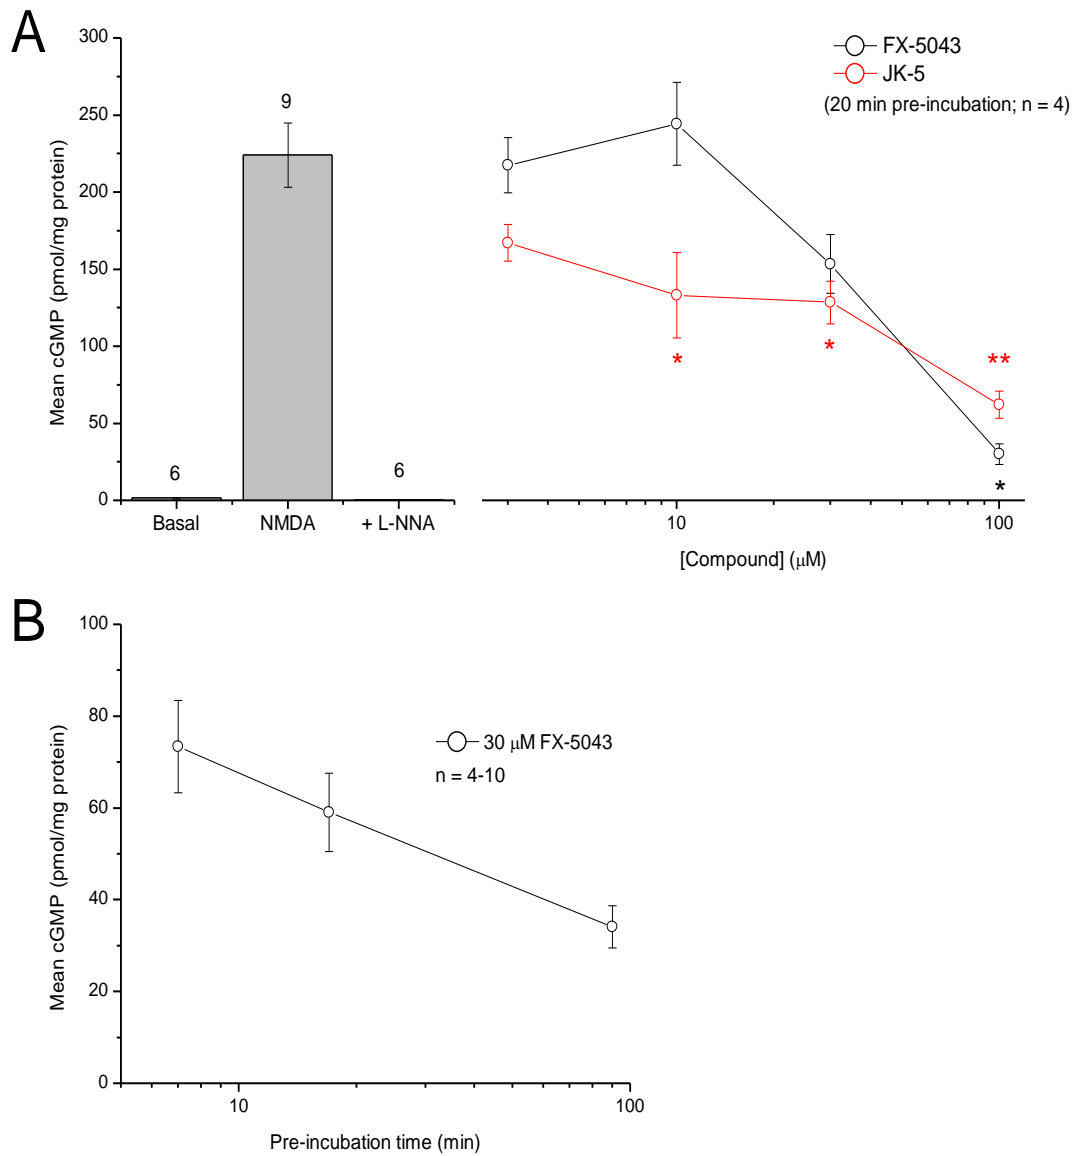 A
300
250
200
150
100
50
0
Mean cGMP (pmol/mg protein)
6
9
6
Basal
NMDA
+ L-NNA
FX-5043
JK-5
(20 min pre-incubation; n = 4)
*
*
**
*
10
100
[Compound] (μM)
B
100
80
60
40
20
0
Mean cGMP (pmol/mg protein)
30 μM FX-5043
n = 4-10
10
100
Pre-incubation time (min)